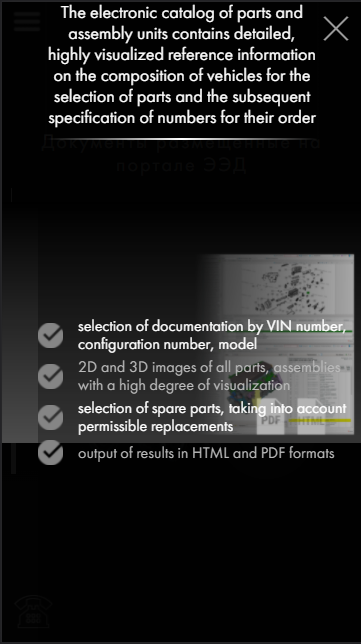 The electronic catalog of parts and
assembly units contains detailed,
highly visualized reference information
on the composition of vehicles for the
selection of parts and the subsequent
specification of numbers for their order
Документы размещенные на
портале ЭЭД
selection of documentation by VIN number,
configuration number, model
2D and 3D images of all parts, assemblies
with a high degree of visualization
selection of spare parts, taking into account
permissible replacements
PDF HTML
output of results in HTML and PDF formats